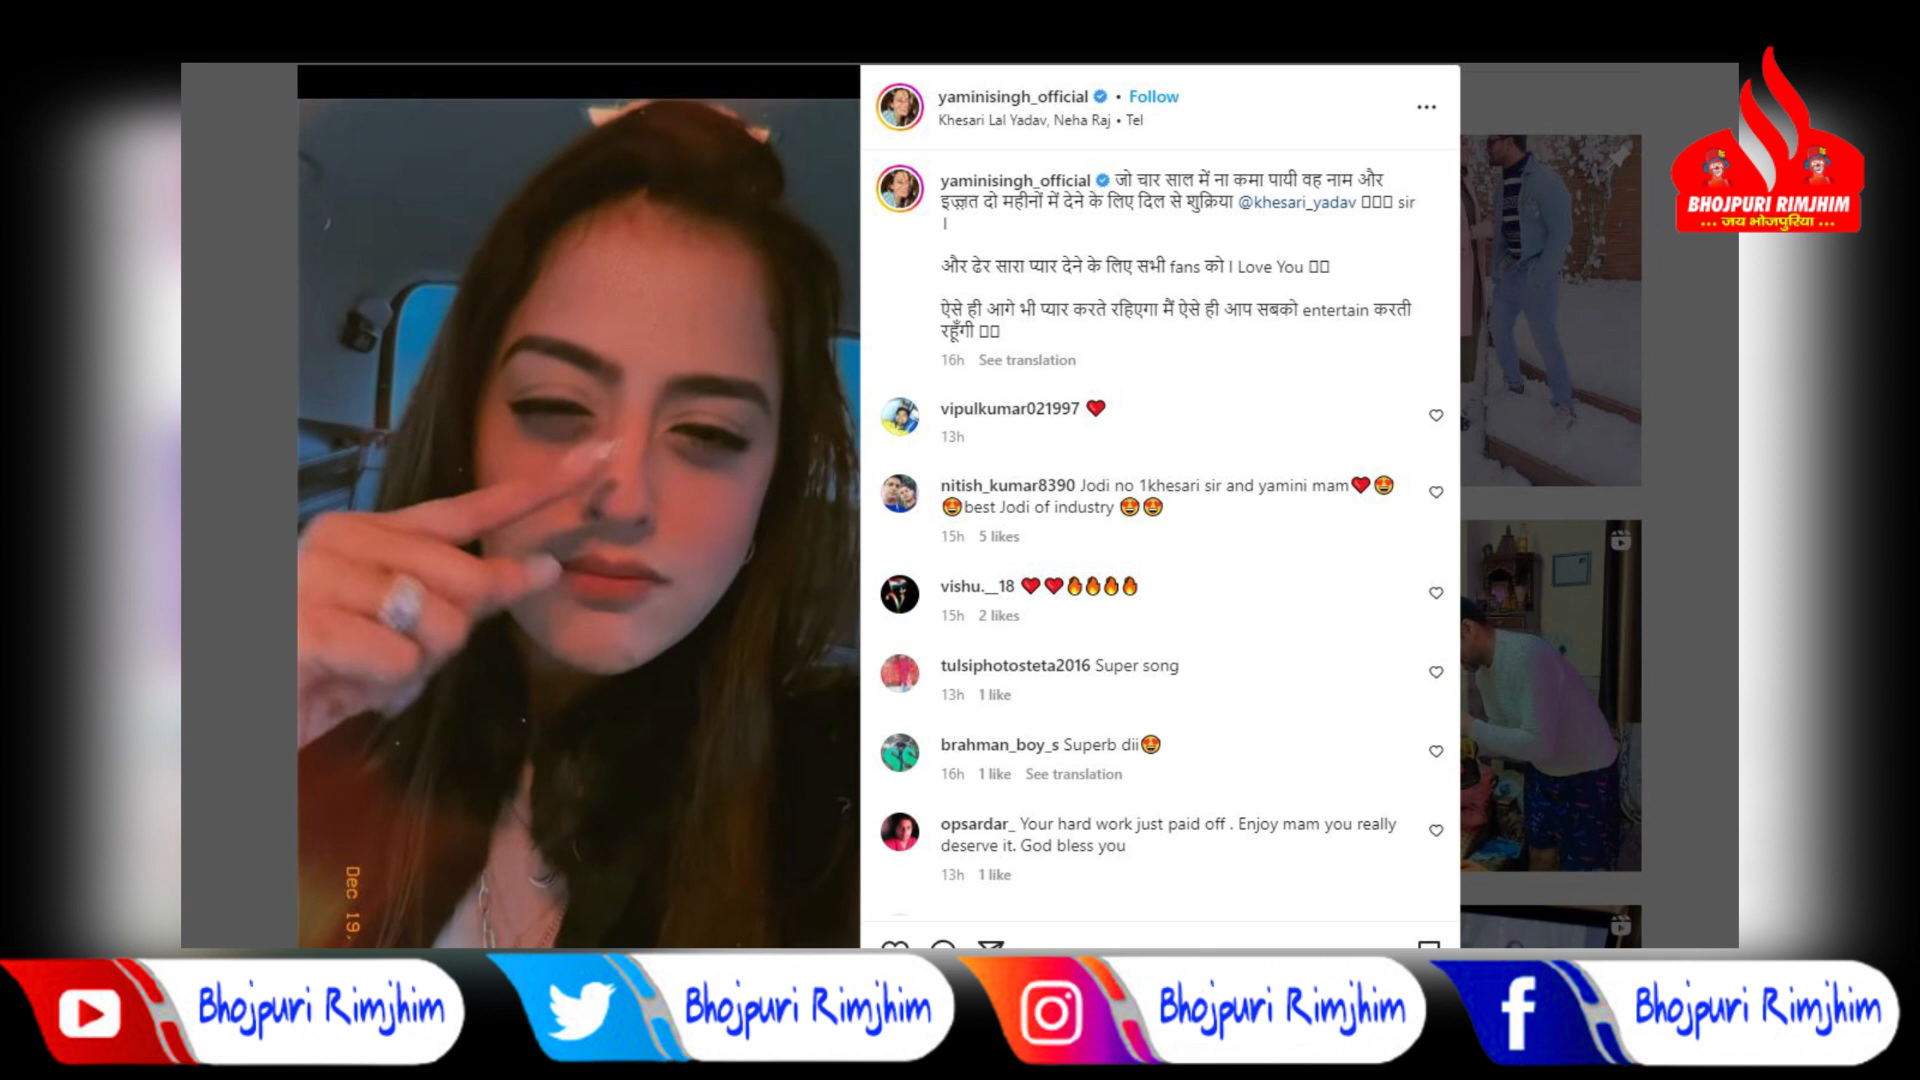 yaminisingh_official • Follow
Khesari Lal Yadav, Neha Raj • Tel
yaminisingh_official जो चार साल में ना कमा पायी वह नाम और
इज़्ज़त दो महीनों में देने के लिए दिल से शुक्रिया @khesari_yadav sir
।
और ढेर सारा प्यार देने के लिए सभी fans को I Love You
ऐसे ही आगे भी प्यार करते रहिएगा मैं ऐसे ही आप सबको entertain करती
रहूँगी
16h See translation
vipulkumar021997 ❤️
13h
nitish_kumar8390 Jodi no 1khesari sir and yamini mam❤️😍
😍best Jodi of industry 😍😍
15h 5 likes
vishu.__18 ❤️❤️🔥🔥🔥🔥
15h 2 likes
tulsiphotosteta2016 Super song
13h 1 like
brahman_boy_s Superb dii😍
16h 1 like See translation
opsardar_ Your hard work just paid off . Enjoy mam you really
deserve it. God bless you
13h 1 like
Dec 19,
BHOJPURI RIMJHIM
... जय भोजपुरिया ...
Bhojpuri Rimjhim
Bhojpuri Rimjhim
Bhojpuri Rimjhim
Bhojpuri Rimjhim